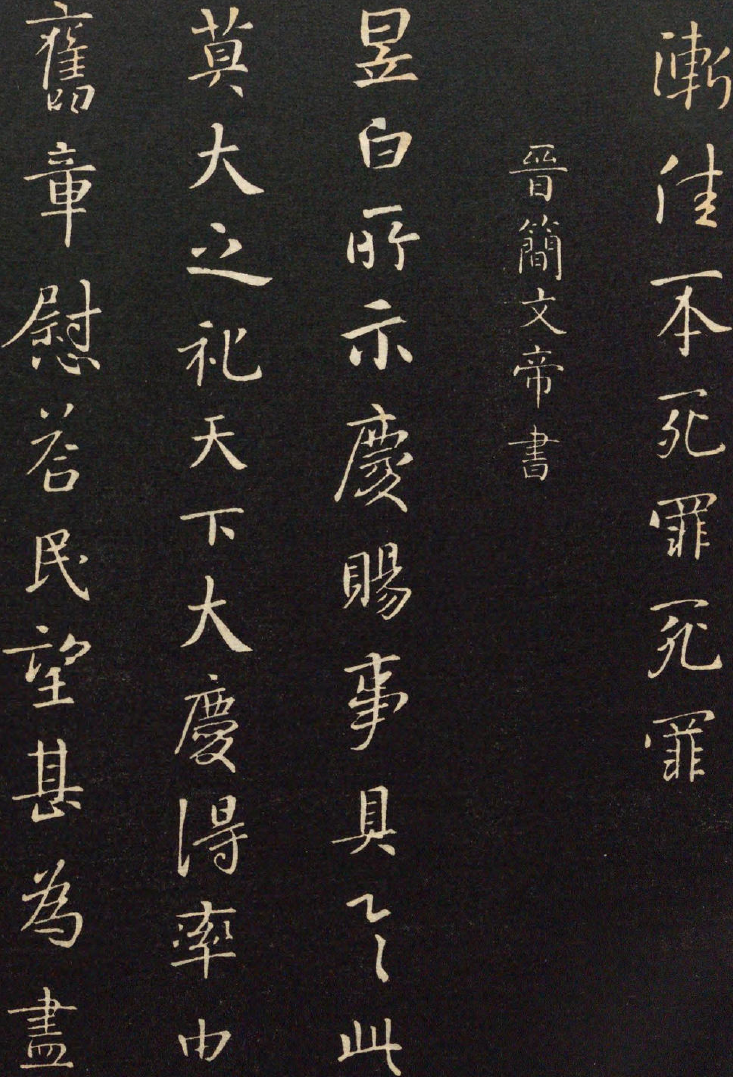 漸佳一本死罪死罪
晉簡文帝書
昱白所示慶賜事具之此
莫大之祀天下大慶得率由
舊章慰荅民望甚為盡